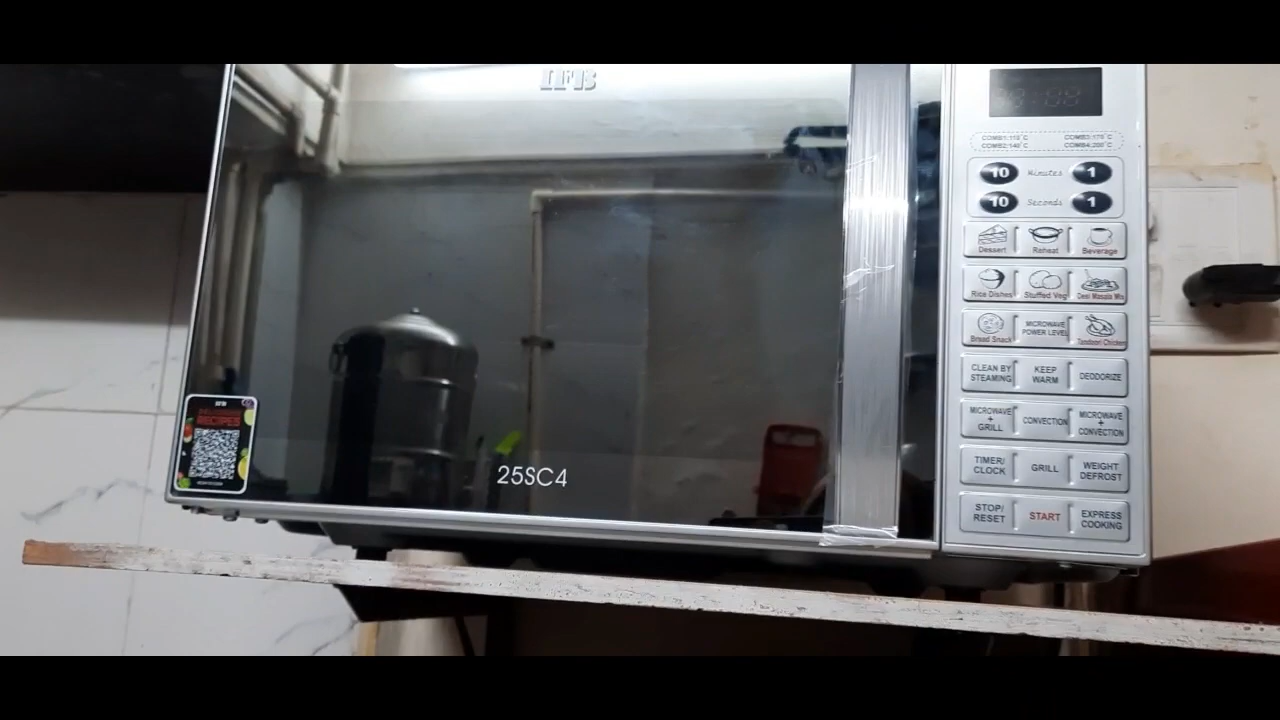 IFB
COMB1:110°C COMB3:170°C
COMB2:140°C COMB4:200°C
10 Minutes 1
10 Seconds 1
Dessert Reheat Beverage
Rice Dishes Stuffed Veg Desi Masala Mix
Bread Snack MICROWAVE POWER LEVEL Tandoori Chicken
CLEAN BY STEAMING KEEP WARM DEODORIZE
MICROWAVE + GRILL CONVECTION MICROWAVE + CONVECTION
TIMER/ CLOCK GRILL WEIGHT DEFROST
STOP/ RESET START EXPRESS COOKING
IFB
RECIPES
25SC4